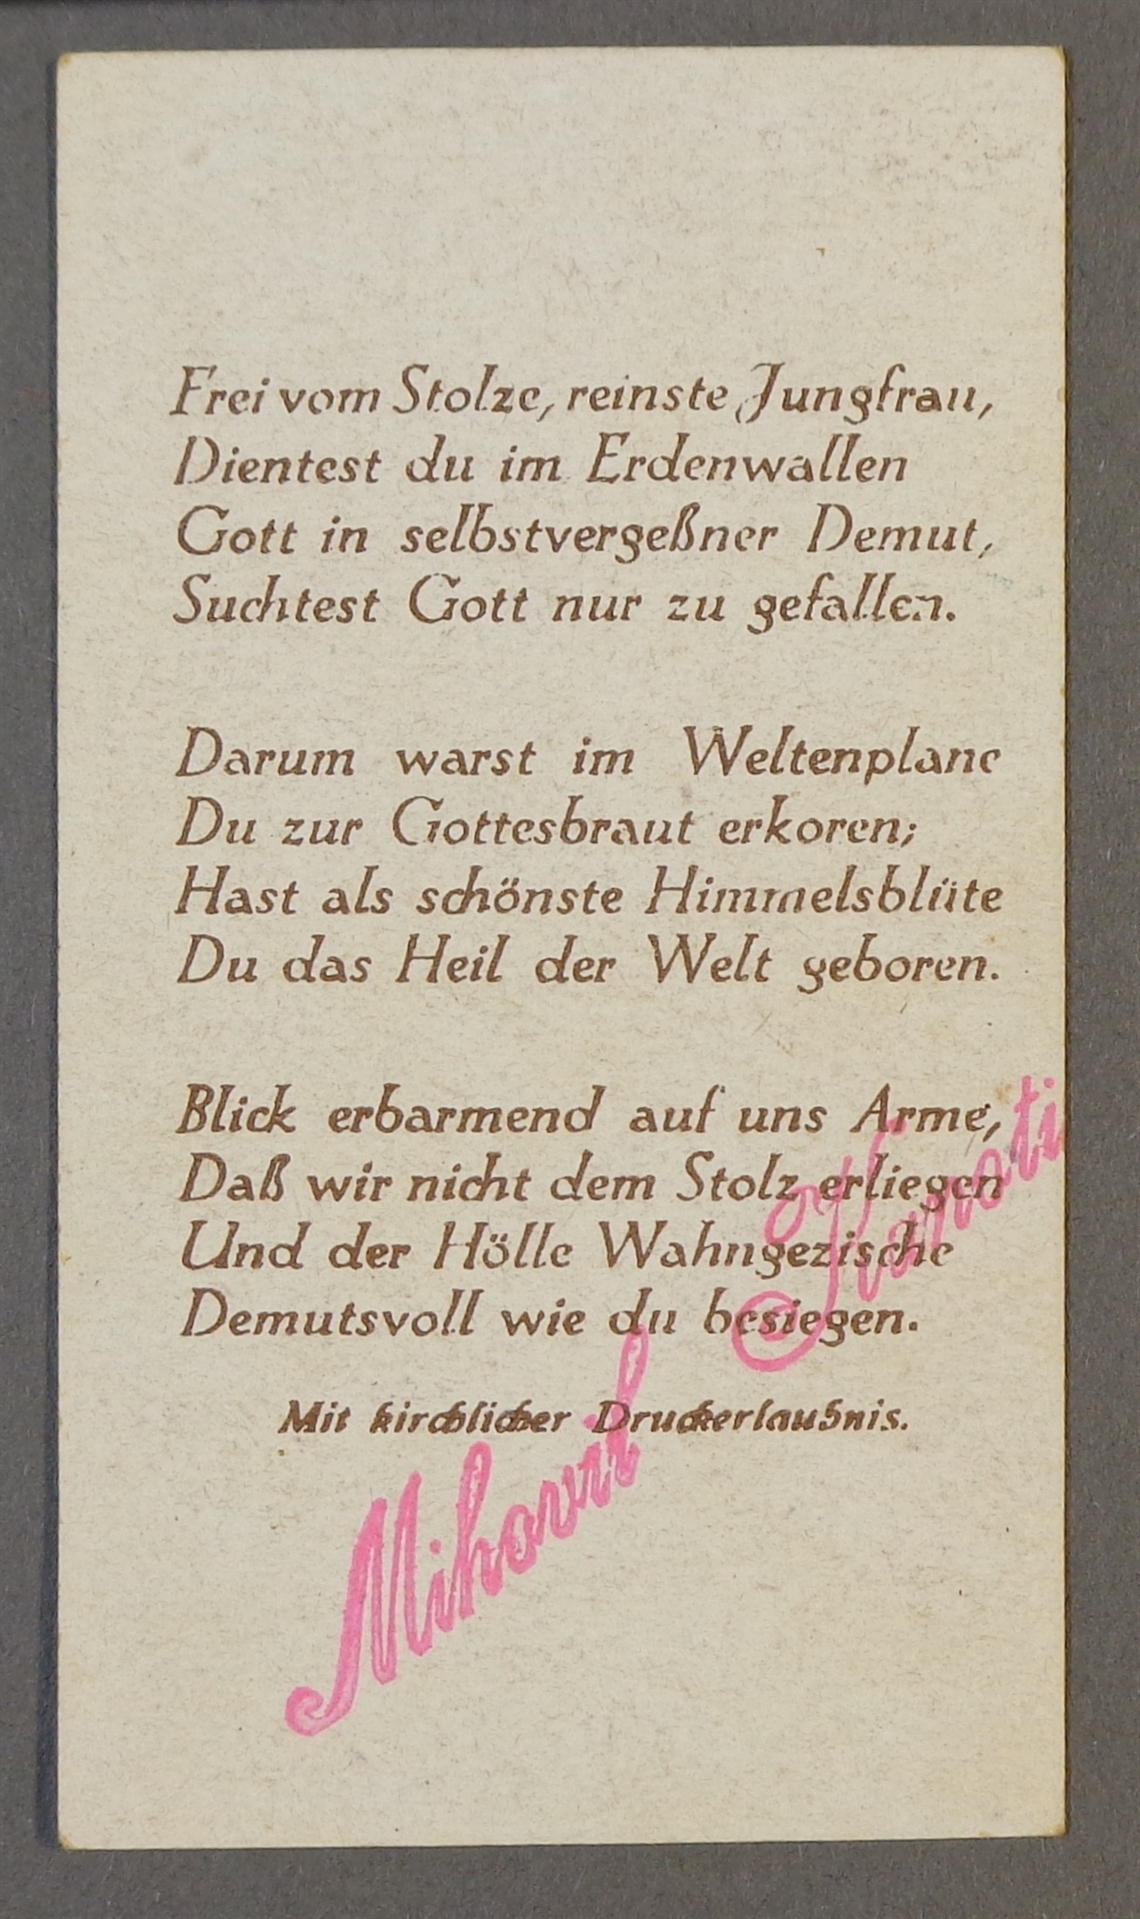 Frei vom Stolze, reinste Jungfrau,
Dientest du im Erdenwallen
Gott in selbstvergeßner Demut,
Suchtest Gott nur zu gefallen.
Darum warst im Weltenplane
Du zur Gottesbraut erkoren;
Hast als schönste Himmelsblüte
Du das Heil der Welt geboren.
Blick erbarmend auf uns Arme,
Daß wir nicht dem Stolz erliegen
Und der Hölle Wahngezische
Demutsvoll wie du besiegen.
Mit kirchlicher Druckerlaubnis.
Mihovil